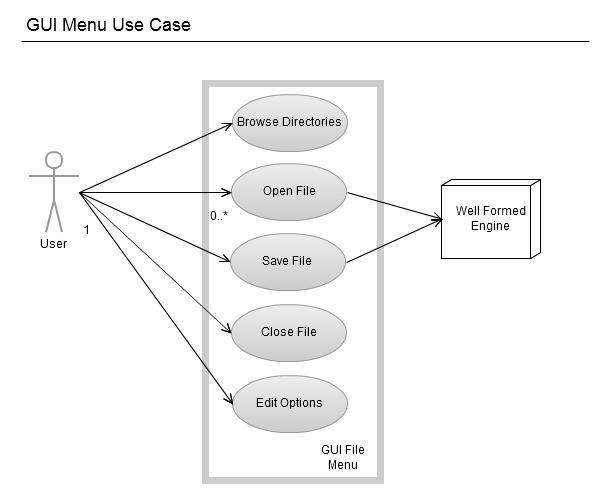 GUI Menu Use Case
Browse Directories
Open File
0..*
Well Formed
Engine
User
1
Save File
Close File
Edit Options
GUI File
Menu